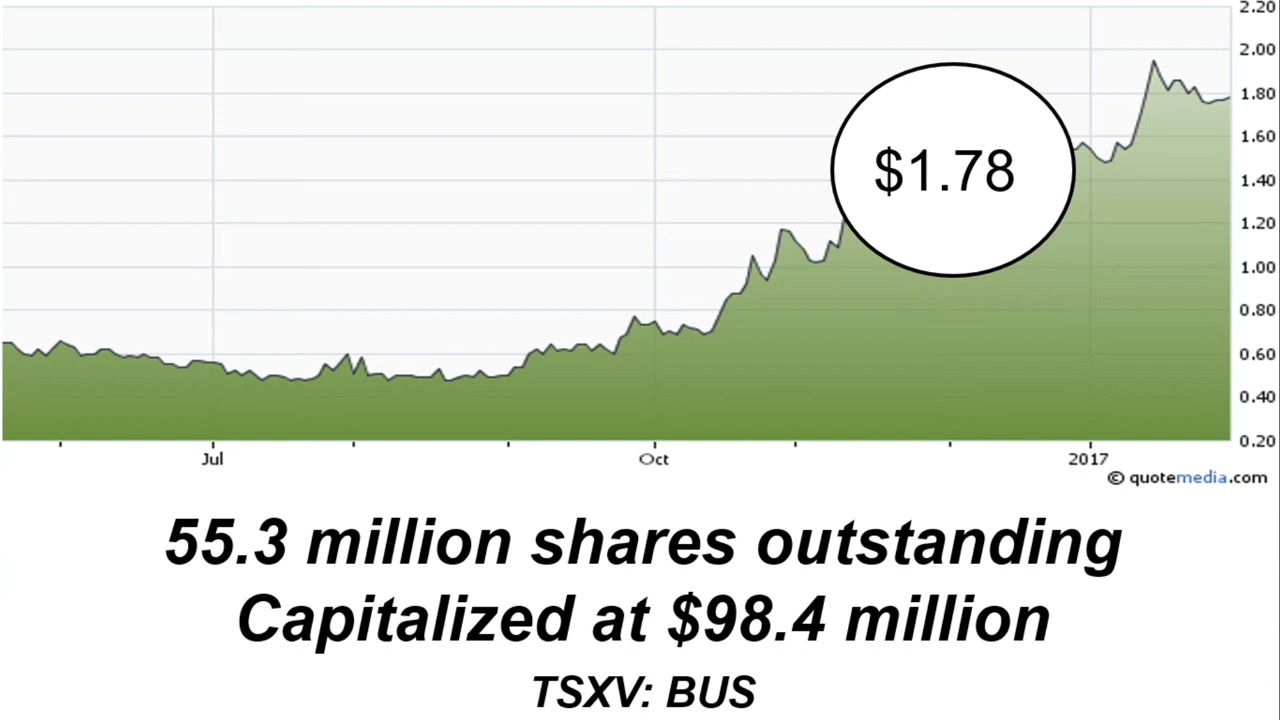 2.20
2.00
1.80
$1.78
1.60
1.40
1.20
1.00
0.80
0.60
0.40
0.20
Jul Oct 2017
© quotemedia.com
55.3 million shares outstanding
Capitalized at $98.4 million
TSXV: BUS